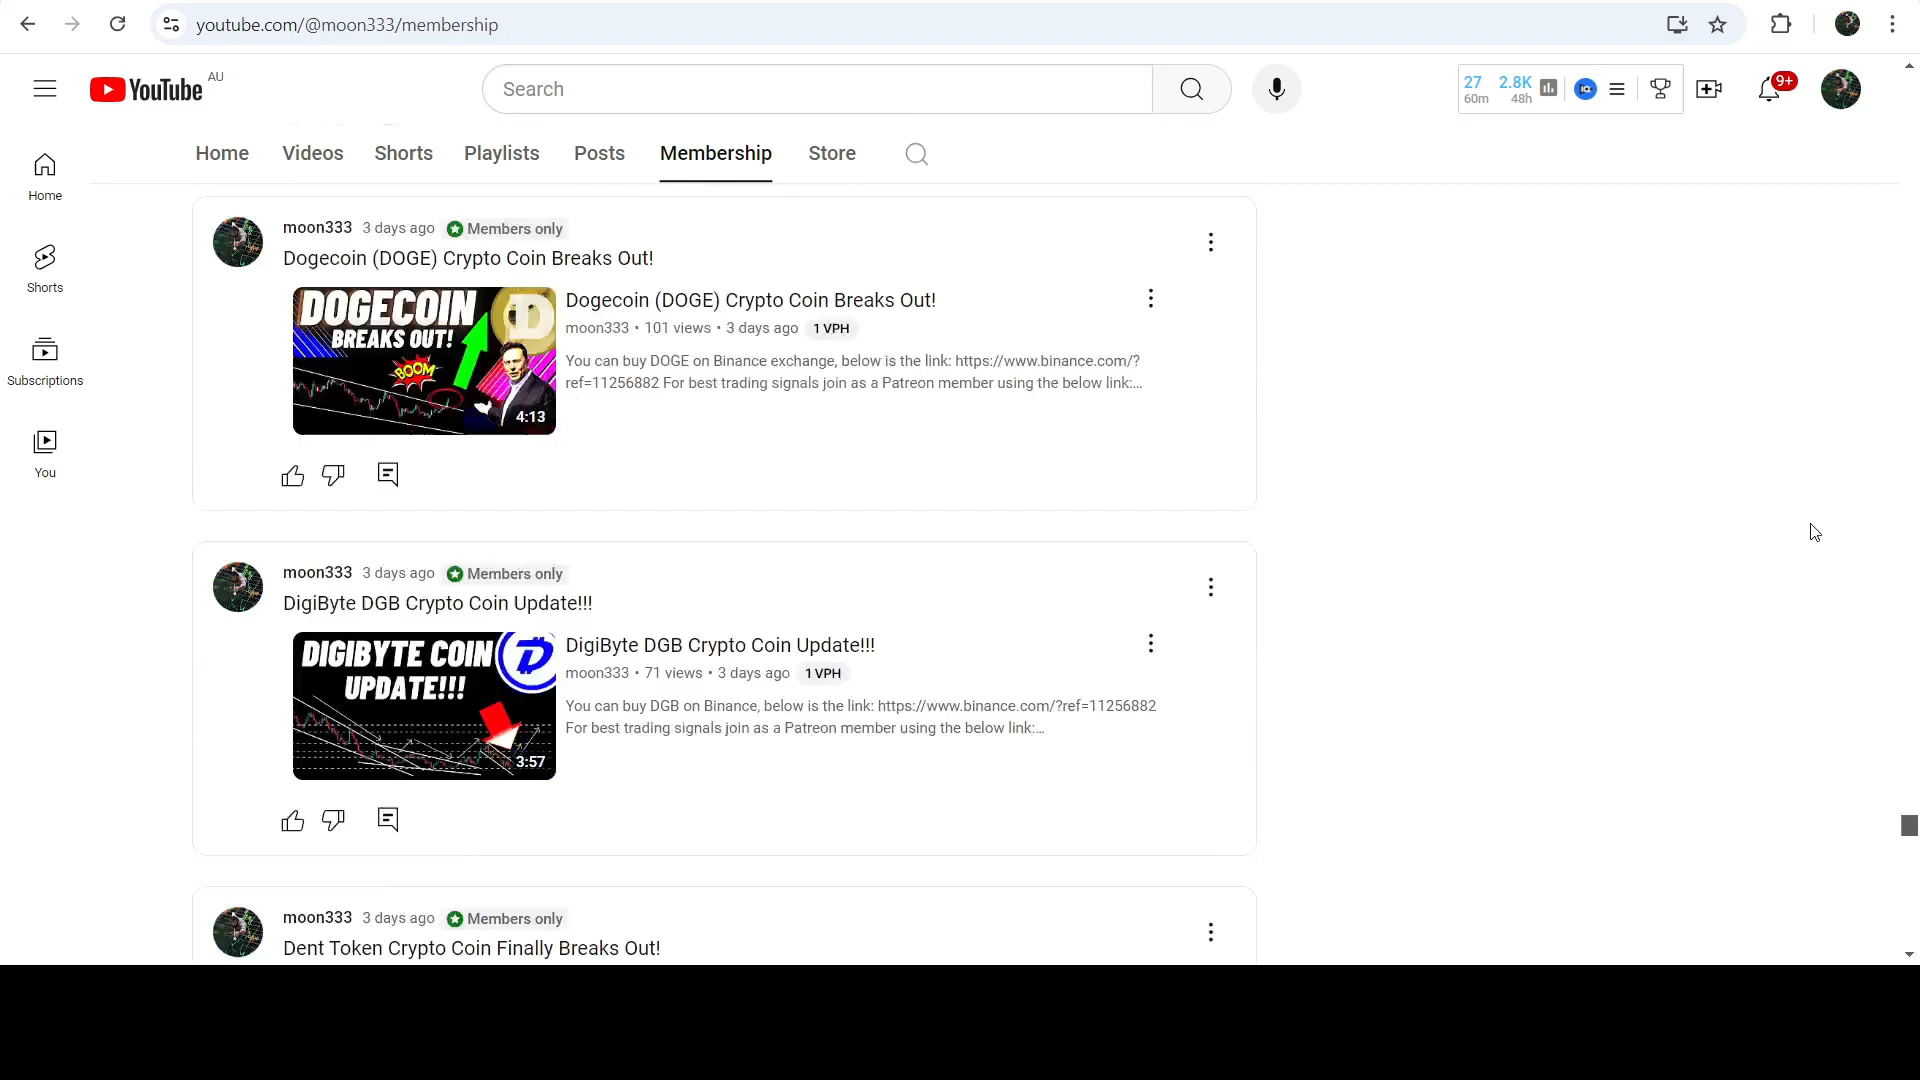 youtube.com/@moon333/membership
YouTube AU
Search
27 2.8K
60m 48h
IQ
9+
Home Videos Shorts Playlists Posts Membership Store
Home
Shorts
Subscriptions
You
moon333 3 days ago Members only
Dogecoin (DOGE) Crypto Coin Breaks Out!
DOGECOIN
BREAKS OUT!
BOOM
4:13
Dogecoin (DOGE) Crypto Coin Breaks Out!
moon333 • 101 views • 3 days ago 1 VPH
You can buy DOGE on Binance exchange, below is the link: https://www.binance.com/?
ref=11256882 For best trading signals join as a Patreon member using the below link:...
moon333 3 days ago Members only
DigiByte DGB Crypto Coin Update!!!
DIGIBYTE COIN
UPDATE!!!
3:57
DigiByte DGB Crypto Coin Update!!!
moon333 • 71 views • 3 days ago 1 VPH
You can buy DGB on Binance, below is the link: https://www.binance.com/?ref=11256882
For best trading signals join as a Patreon member using the below link:...
moon333 3 days ago Members only
Dent Token Crypto Coin Finally Breaks Out!